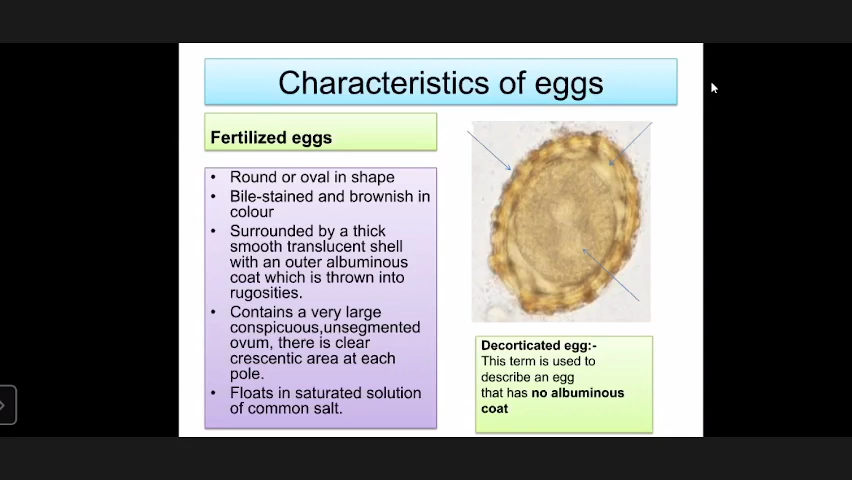 Characteristics of eggs
Fertilized eggs
• Round or oval in shape
• Bile-stained and brownish in
colour
• Surrounded by a thick
smooth translucent shell
with an outer albuminous
coat which is thrown into
rugosities.
• Contains a very large
conspicuous,unsegmented
ovum, there is clear
crescentic area at each
pole.
• Floats in saturated solution
of common salt.
Decorticated egg:-
This term is used to
describe an egg
that has no albuminous
coat